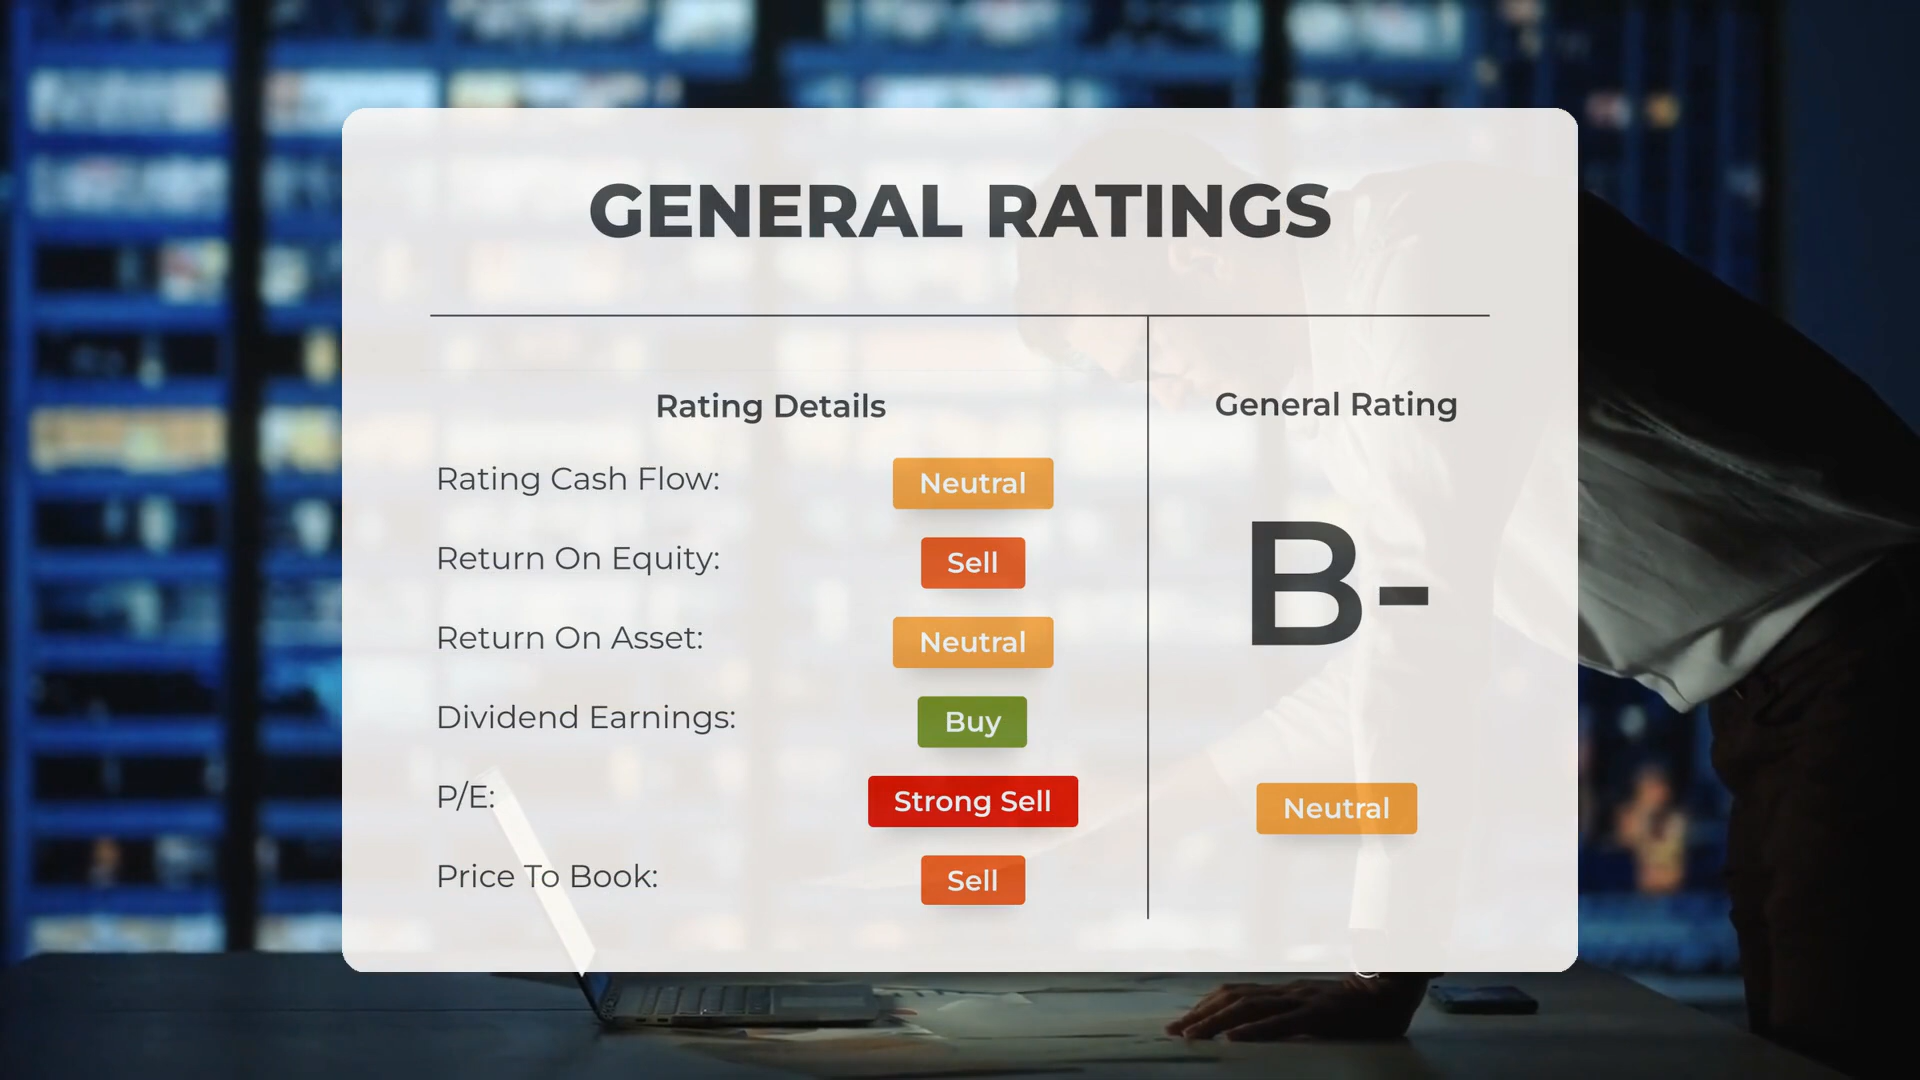 GENERAL RATINGS
Rating Details
General Rating
Rating Cash Flow: Neutral
Return On Equity: Sell
Return On Asset: Neutral
Dividend Earnings: Buy
P/E: Strong Sell
Price To Book: Sell
B-
Neutral